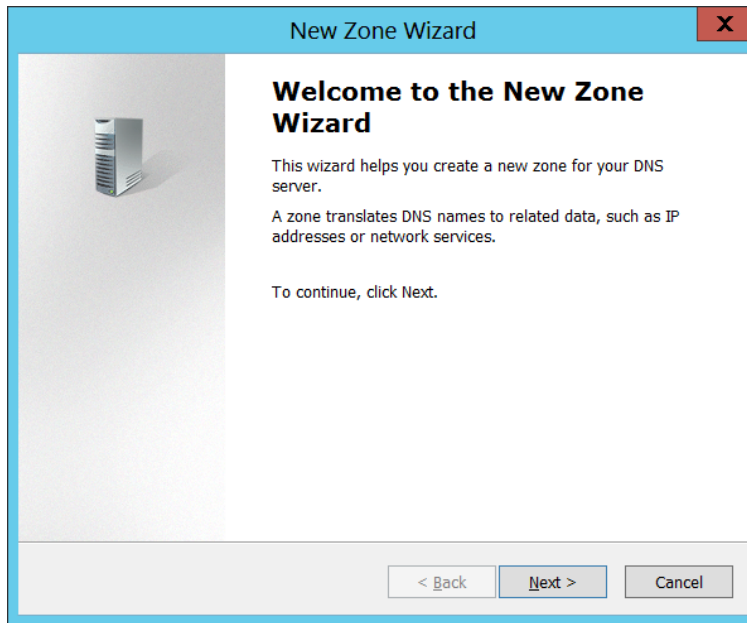 New Zone Wizard
X
Welcome to the New Zone
Wizard
This wizard helps you create a new zone for your DNS
server.
A zone translates DNS names to related data, such as IP
addresses or network services.
To continue, click Next.
< Back
Next >
Cancel